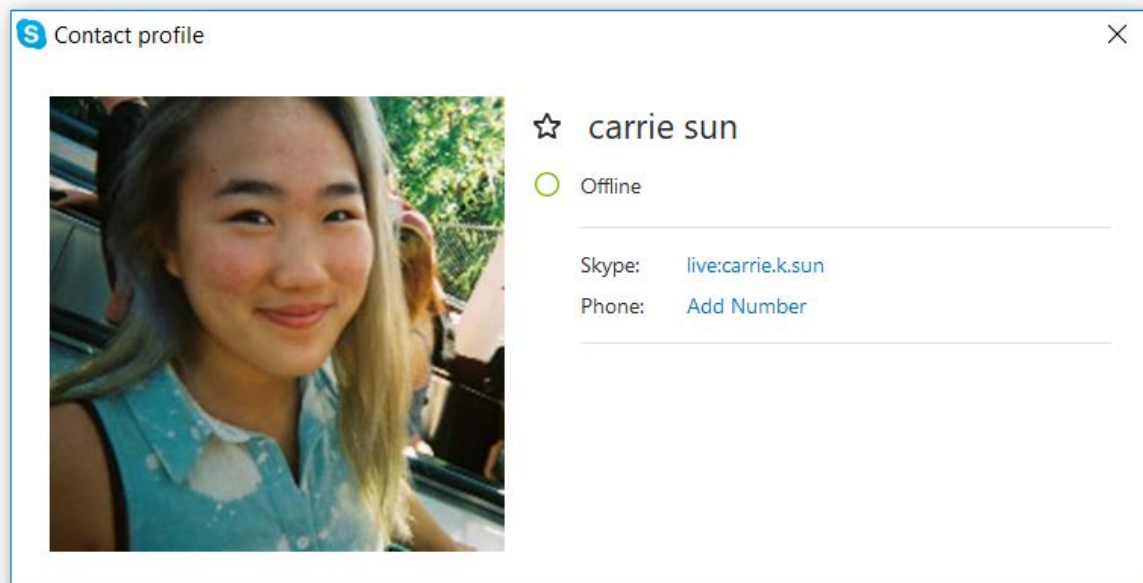 Contact profile
carrie sun
Offline
Skype: live:carrie.k.sun
Phone: Add Number